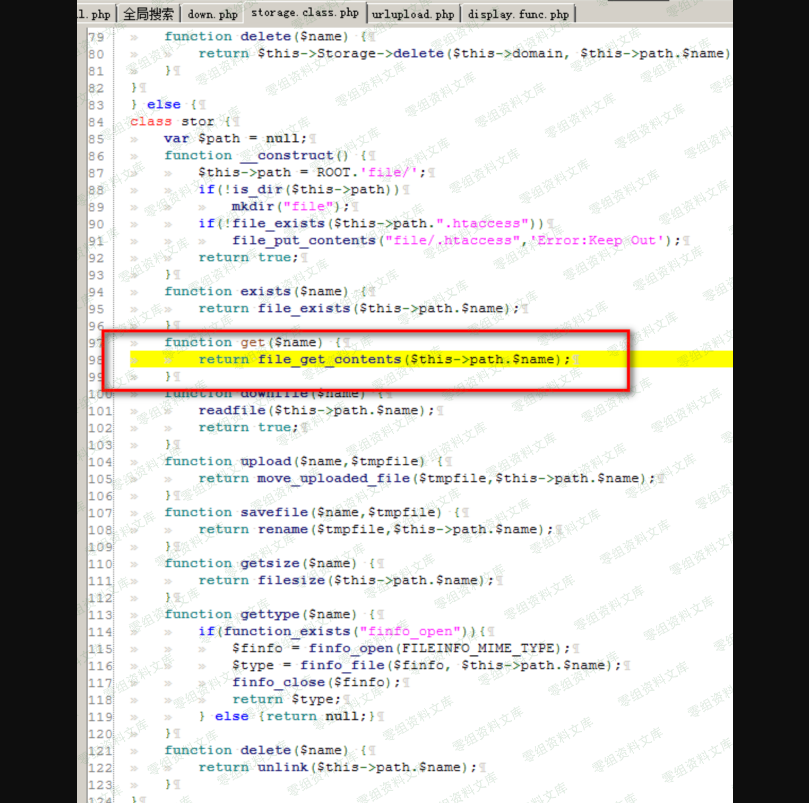 l.php 全局搜索 down.php storage.class.php urlupload.php display.func.php
79 function delete($name) {
80 return $this->Storage->delete($this->domain, $this->path.$name)
81 }
82 }
83 } else {
84 class stor {
85 var $path = null;
86 function __construct() {
87 $this->path = ROOT.'file/';
88 if(!is_dir($this->path))
89 mkdir("file");
90 if(!file_exists($this->path.".htaccess"))
91 file_put_contents("file/.htaccess",'Error:Keep Out');
92 return true;
93 }
94 function exists($name) {
95 return file_exists($this->path.$name);
96 }
97 function get($name) {
98 return file_get_contents($this->path.$name);
99 }
100 function downfile($name) {
101 readfile($this->path.$name);
102 return true;
103 }
104 function upload($name,$tmpfile) {
105 return move_uploaded_file($tmpfile,$this->path.$name);
106 }
107 function savefile($name,$tmpfile) {
108 return rename($tmpfile,$this->path.$name);
109 }
110 function getsize($name) {
111 return filesize($this->path.$name);
112 }
113 function gettype($name) {
114 if(function_exists("finfo_open")){
115 $finfo = finfo_open(FILEINFO_MIME_TYPE);
116 $type = finfo_file($finfo, $this->path.$name);
117 finfo_close($finfo);
118 return $type;
119 } else {return null;}
120 }
121 function delete($name) {
122 return unlink($this->path.$name);
123 }
124 }
零组资料文库